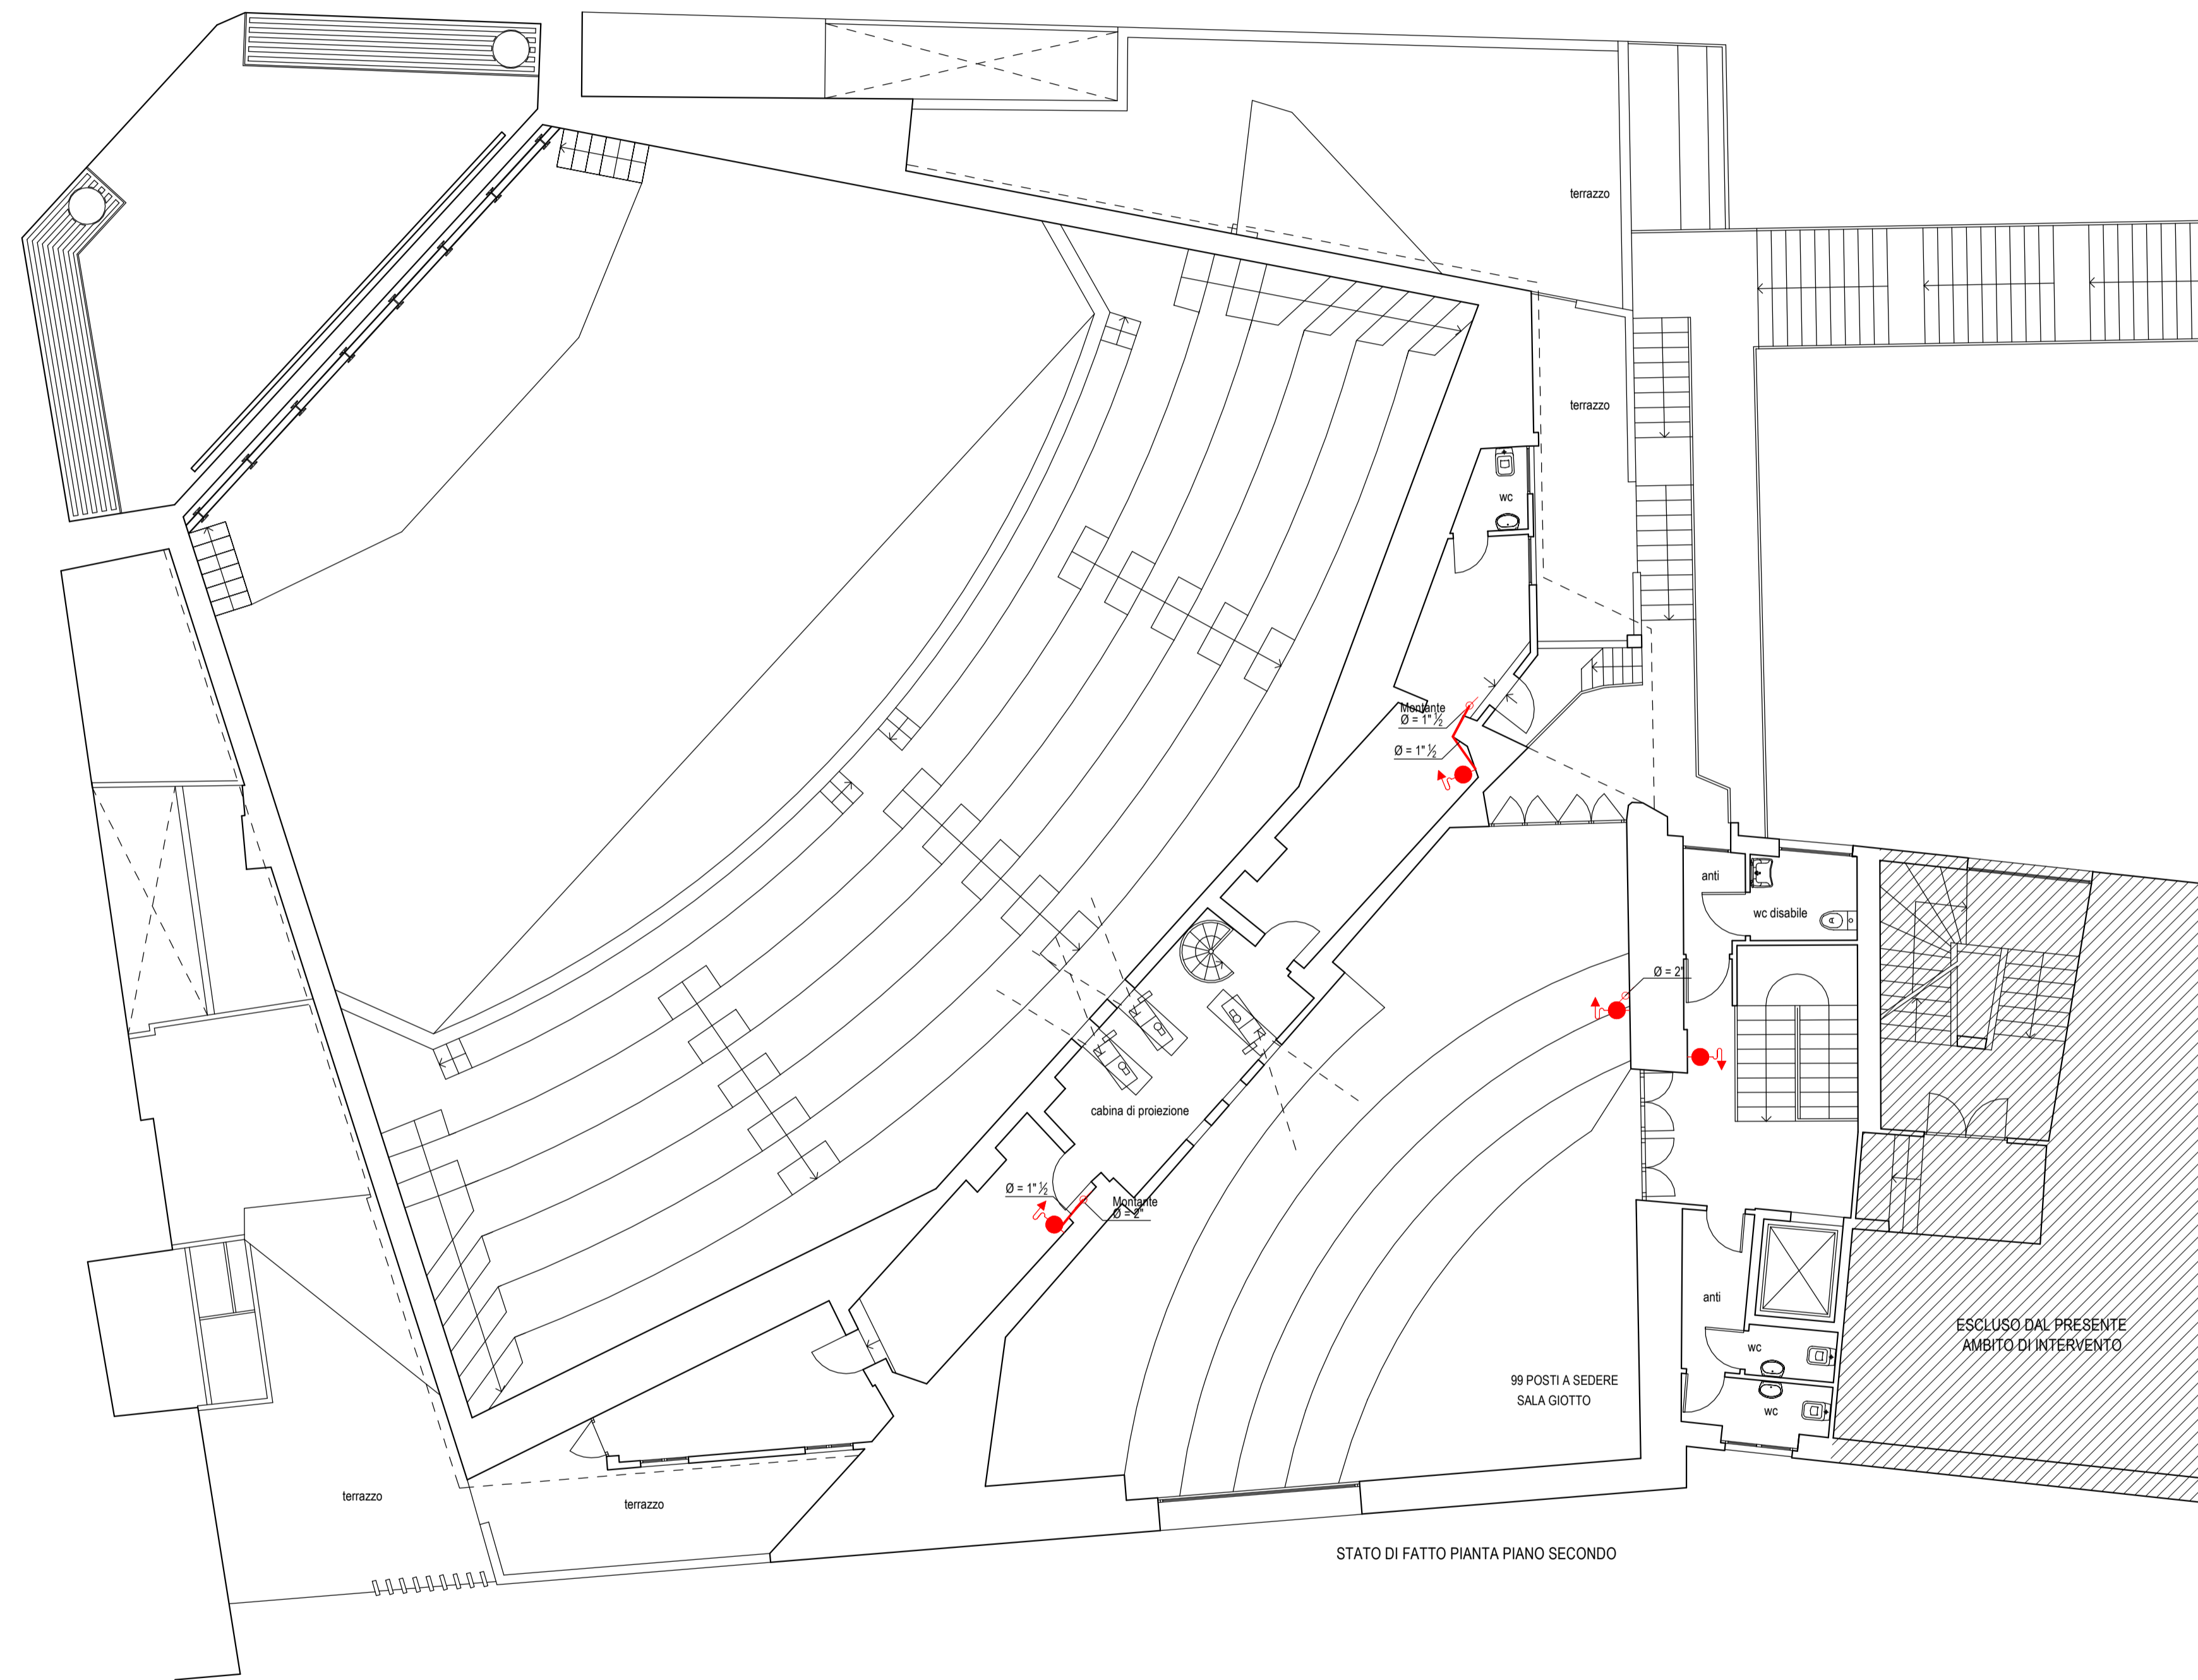 terrazzo
terrazzo
wc
Montante
Ø = 1" ½
Ø = 1" ½
anti
wc disabile
Ø = 2"
cabina di proiezione
Ø = 1" ½
Montante
Ø = 2"
anti
ESCLUSO DAL PRESENTE
AMBITO DI INTERVENTO
wc
99 POSTI A SEDERE
SALA GIOTTO
wc
terrazzo
terrazzo
STATO DI FATTO PIANTA PIANO SECONDO